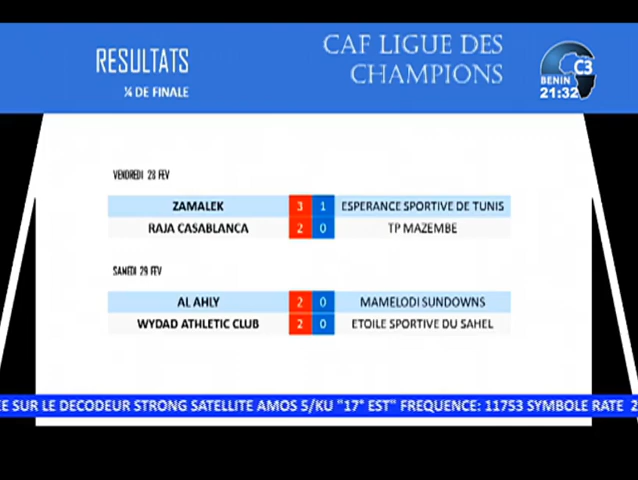 RESULTATS
¼ DE FINALE
CAF LIGUE DES
CHAMPIONS
C3
BENIN
21:32
VENDREDI 28 FEV
ZAMALEK 3 1 ESPERANCE SPORTIVE DE TUNIS
RAJA CASABLANCA 2 0 TP MAZEMBE
SAMEDI 29 FEV
AL AHLY 2 0 MAMELODI SUNDOWNS
WYDAD ATHLETIC CLUB 2 0 ETOILE SPORTIVE DU SAHEL
SUR LE DECODEUR STRONG SATELLITE AMOS 5/KU "17° EST" FREQUENCE: 11753 SYMBOLE RATE 2